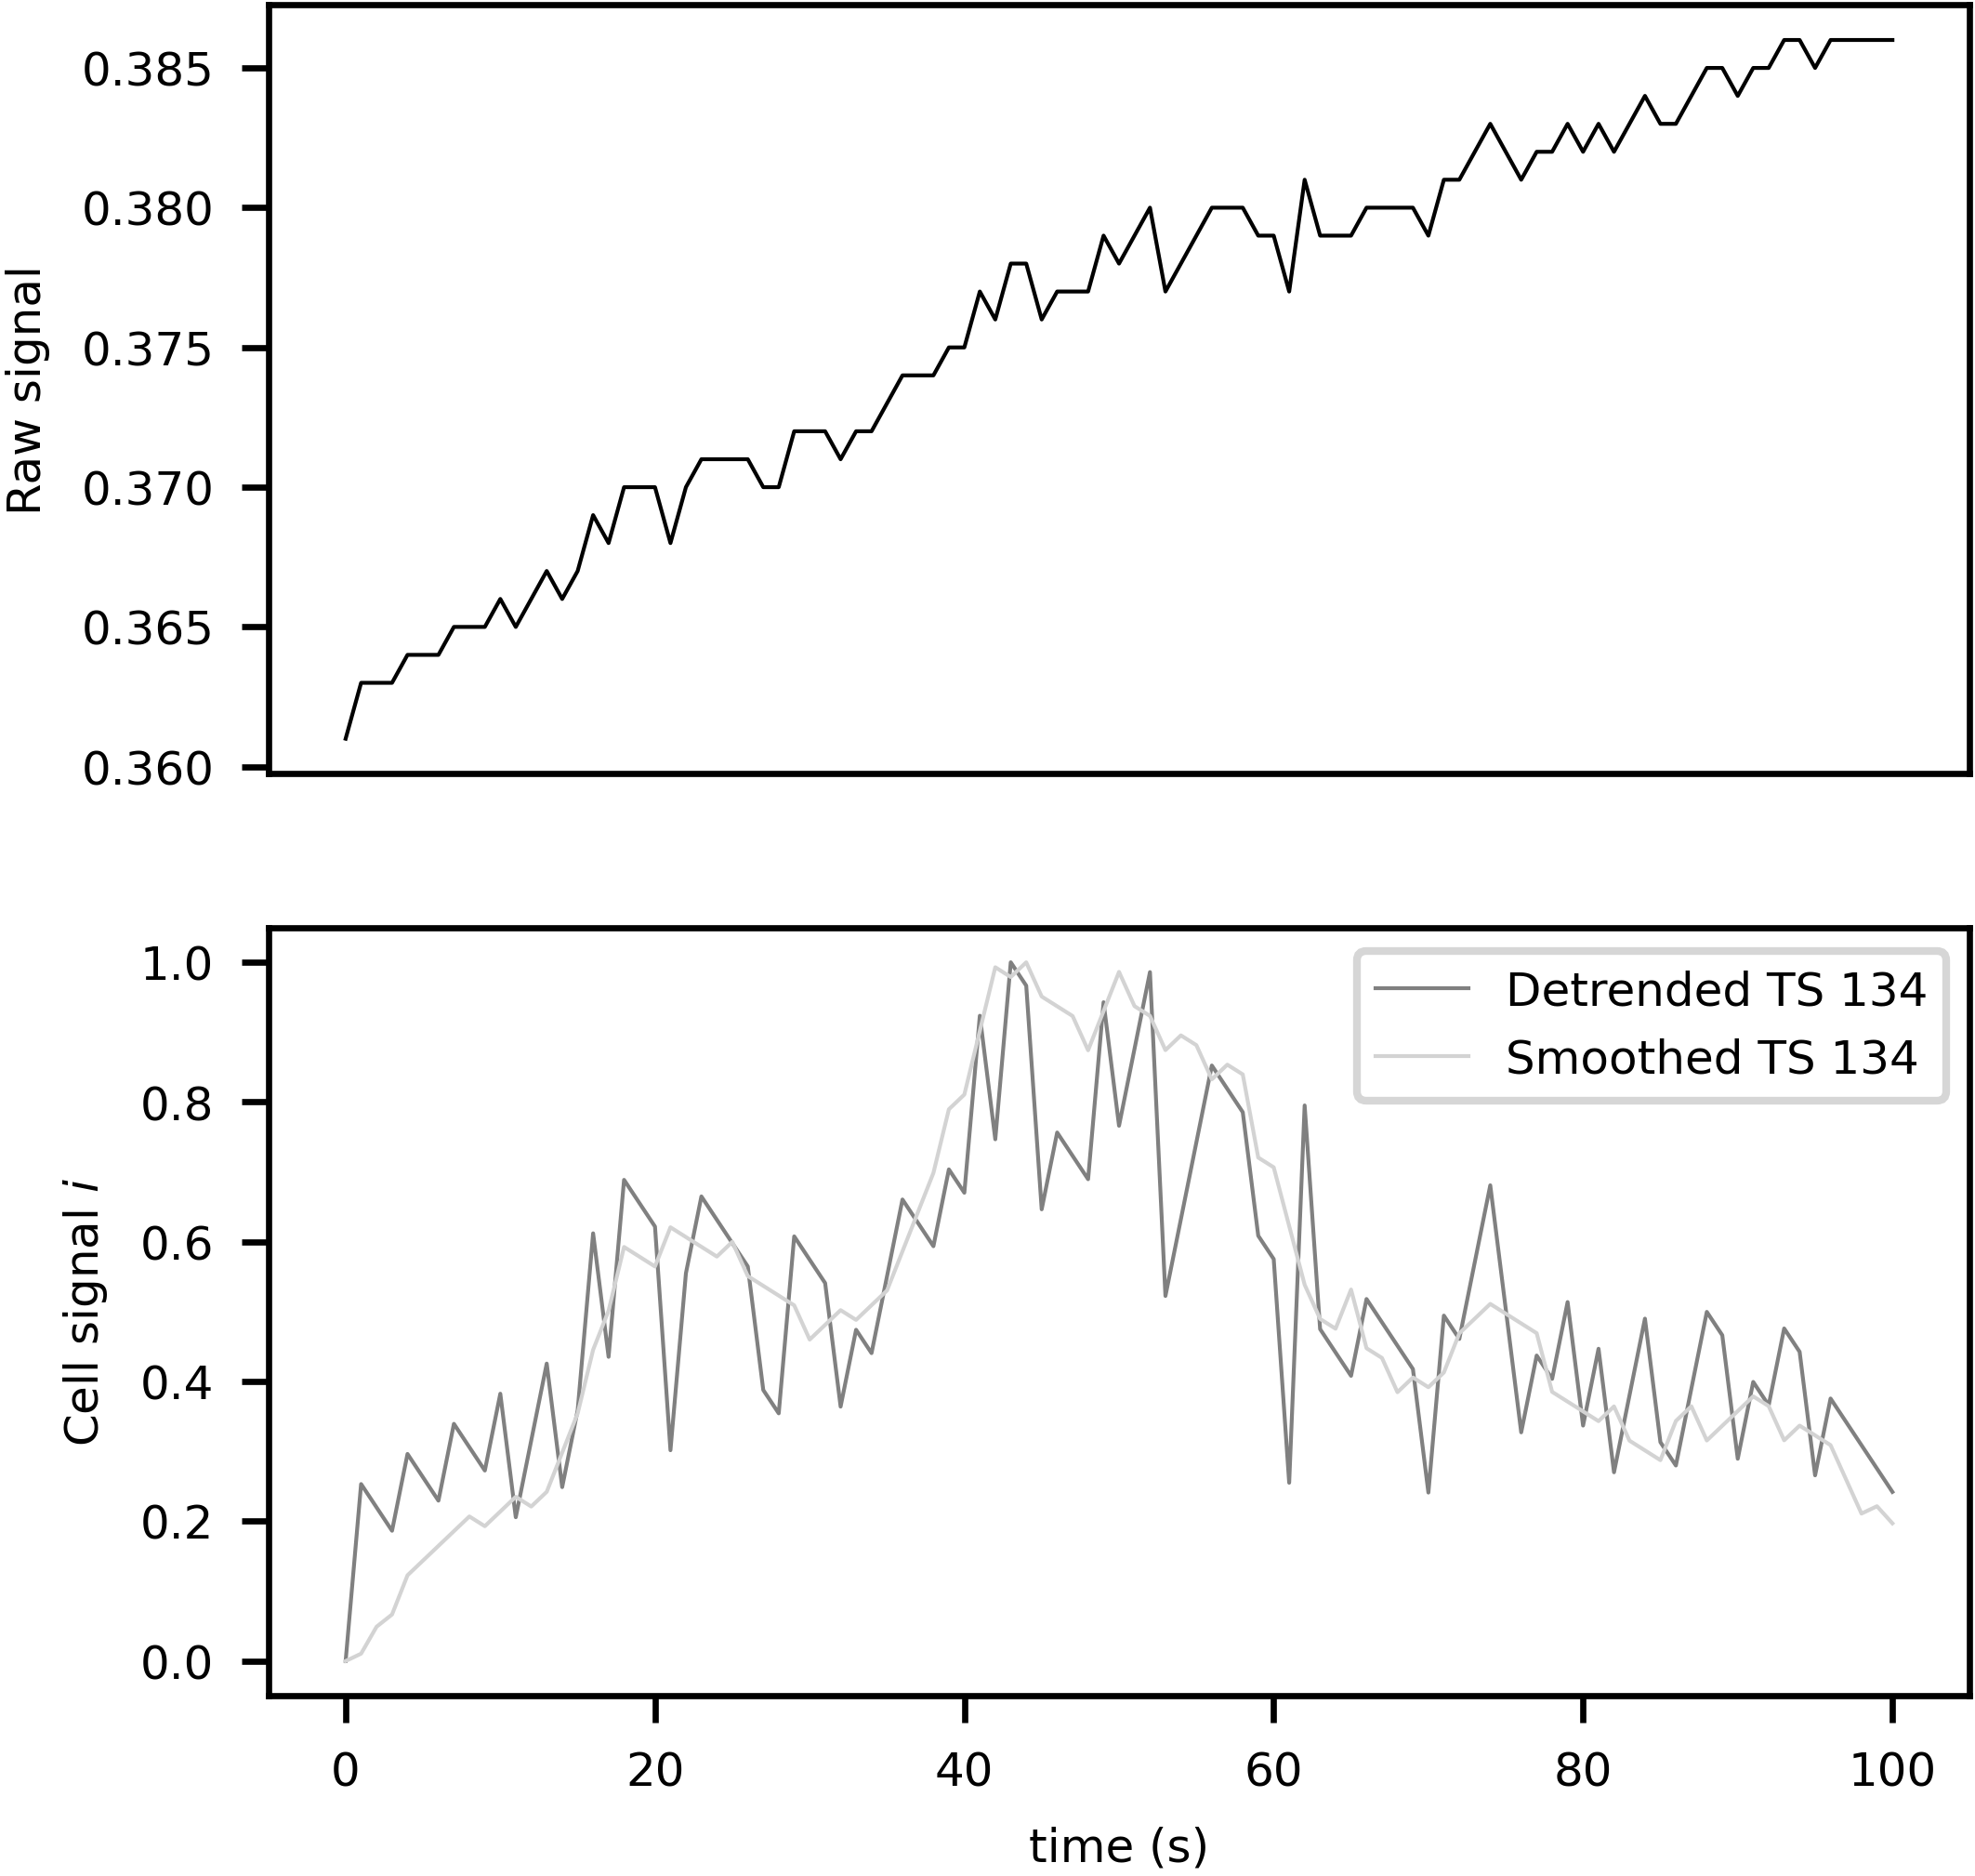 Raw signal
0.385
0.380
0.375
0.370
0.365
0.360
Cell signal i
1.0
0.8
0.6
0.4
0.2
0.0
Detrended TS 134
Smoothed TS 134
0 20 40 60 80 100
time (s)